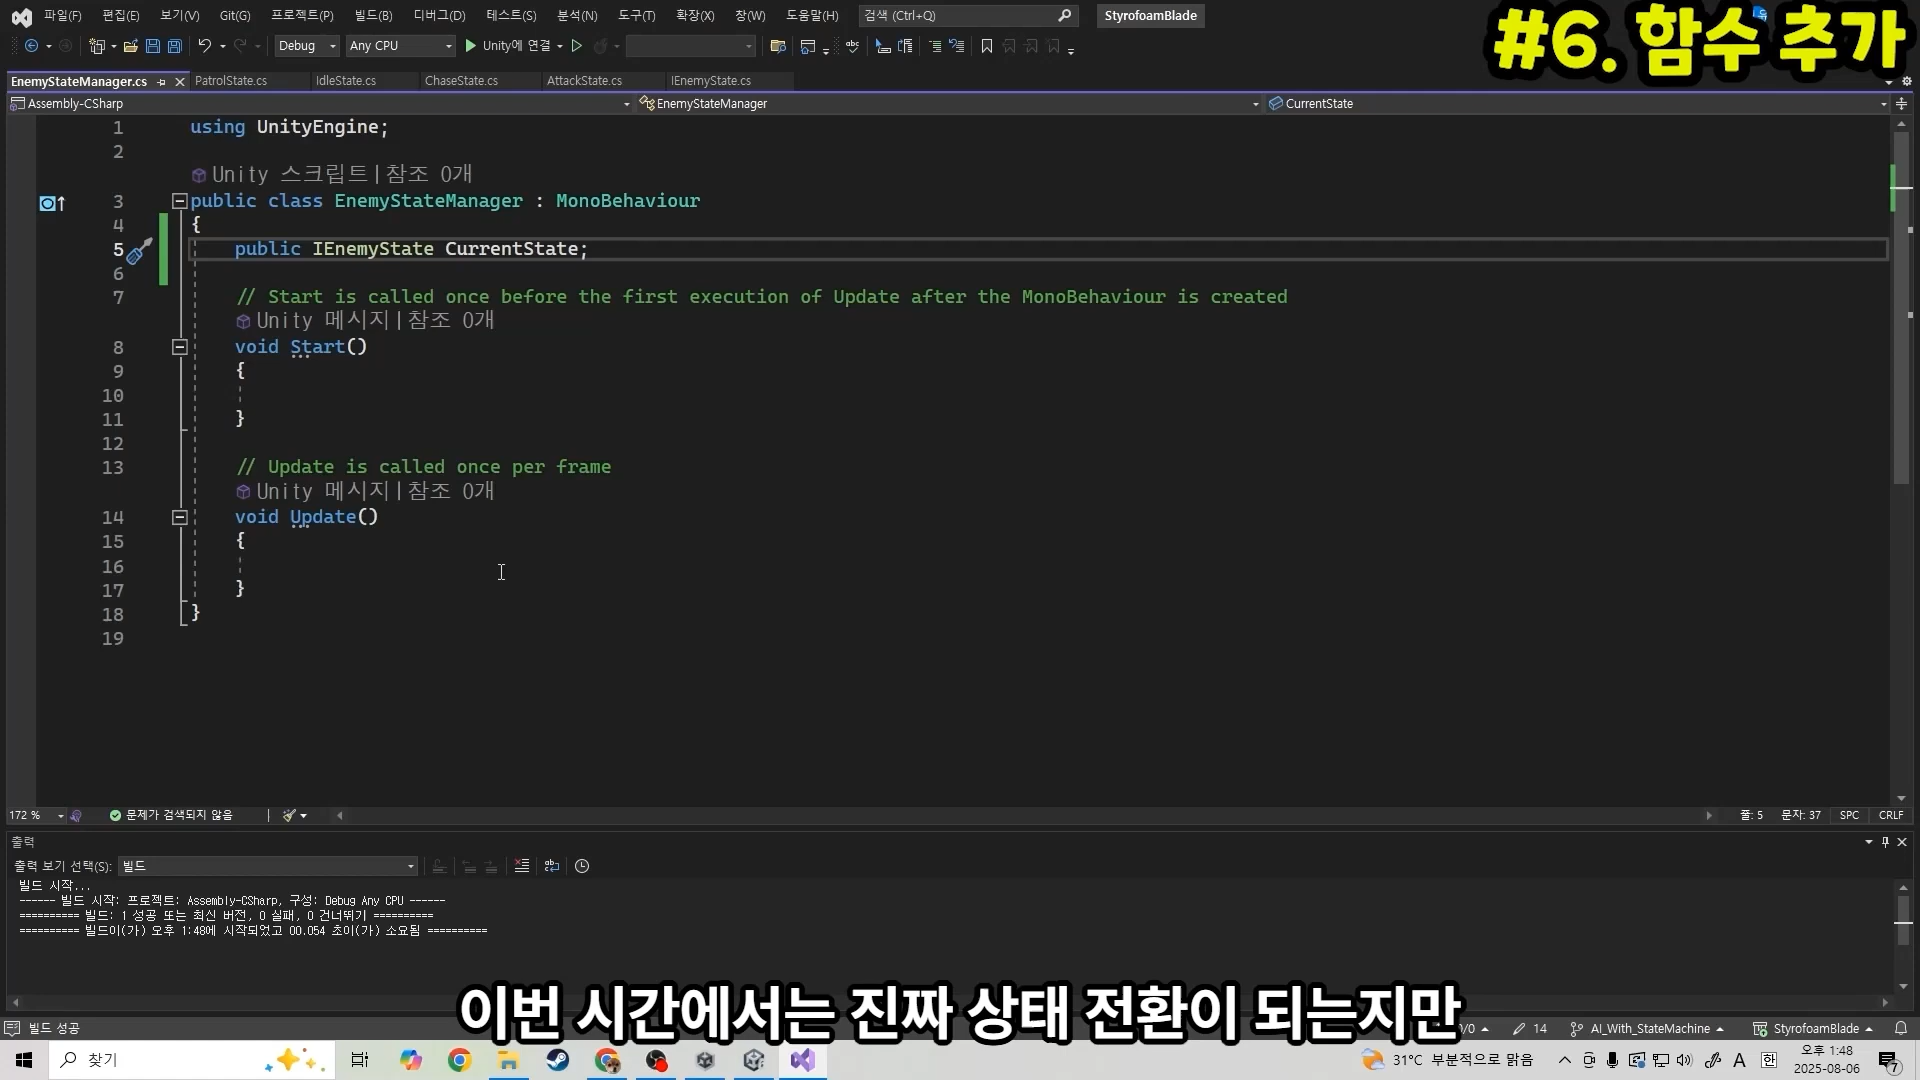 파일(F) 편집(E) 보기(V) Git(G) 프로젝트(P) 빌드(B) 디버그(D) 테스트(S) 분석(N) 도구(T) 확장(X) 창(W) 도움말(H) 검색 (Ctrl+Q) StyrofoamBlade
#6. 함수 추가
Debug Any CPU Unity에 연결
EnemyStateManager.cs PatrolState.cs IdleState.cs ChaseState.cs AttackState.cs IEnemyState.cs
Assembly-CSharp EnemyStateManager CurrentState
1 using UnityEngine;
2
Unity 스크립트|참조 0개
3 public class EnemyStateManager : MonoBehaviour
4 {
5 public IEnemyState CurrentState;
6
7 // Start is called once before the first execution of Update after the MonoBehaviour is created
Unity 메시지|참조 0개
8 void Start()
9 {
10
11 }
12
13 // Update is called once per frame
Unity 메시지|참조 0개
14 void Update()
15 {
16
17 }
18 }
19
172 % 문제가 검색되지 않음 줄: 5 문자: 37 SPC CRLF
출력
출력 보기 선택(S): 빌드
빌드 시작...
------ 빌드 시작: 프로젝트: Assembly-CSharp, 구성: Debug Any CPU ------
========== 빌드: 1 성공 또는 최신 버전, 0 실패, 0 건너뛰기 ==========
========== 빌드이(가) 오후 1:48에 시작되었고 00.054 초이(가) 소요됨 ==========
이번 시간에서는 진짜 상태 전환이 되는지만
빌드 성공 /0 14 AI_With_StateMachine StyrofoamBlade
찾기 31°C 부분적으로 맑음 A 한 오후 1:48
2025-08-06 7